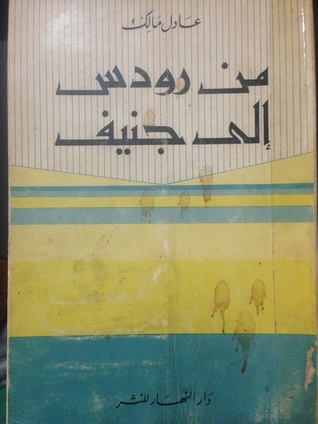 عادل مالك
من رودس
إلى جنيف
دار النهار للنشر